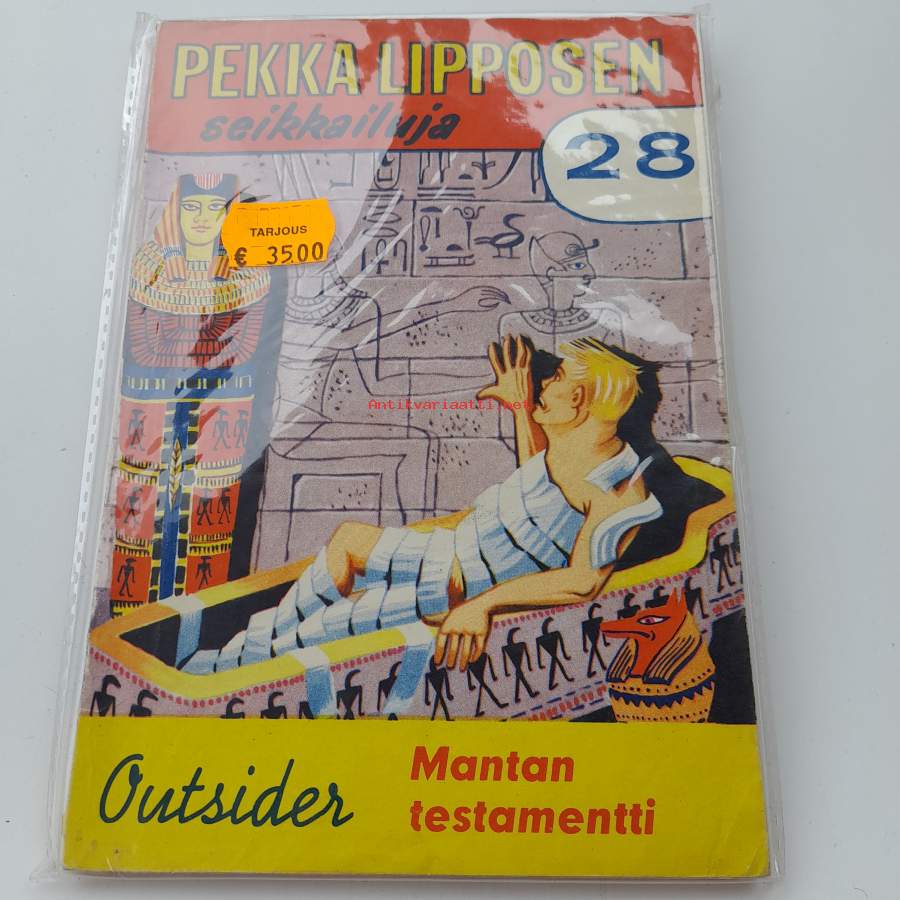 PEKKA LIPPOSEN
seikkailuja
28
TARJOUS
€ 35.00
Antikvariaatti.net
Outsider
Mantan
testamentti